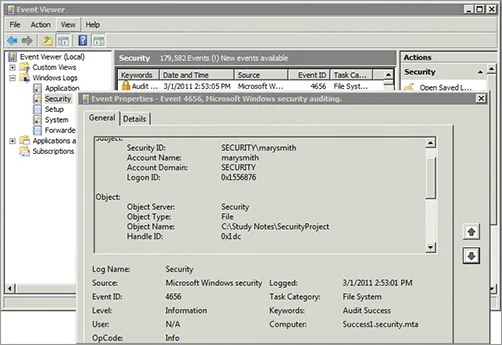 Event Viewer
File Action View Help
Event Viewer (Local)
Custom Views
Windows Logs
Application
Security
Setup
System
Forwarde
Applications a
Subscriptions
Security 179,582 Events (!) New events available
Keywords Date and Time Source Event ID Task Ca...
Audit ... 3/1/2011 2:53:05 PM Microsoft W... 4656 File Syst...
Actions
Security
Open Saved L...
Event Properties - Event 4656, Microsoft Windows security auditing.
General Details
Subject:
Security ID: SECURITY\marysmith
Account Name: marysmith
Account Domain: SECURITY
Logon ID: 0x1556876
Object:
Object Server: Security
Object Type: File
Object Name: C:\Study Notes\SecurityProject
Handle ID: 0x1dc
Log Name: Security
Source: Microsoft Windows security Logged: 3/1/2011 2:53:01 PM
Event ID: 4656 Task Category: File System
Level: Information Keywords: Audit Success
User: N/A Computer: Success1.security.mta
OpCode: Info